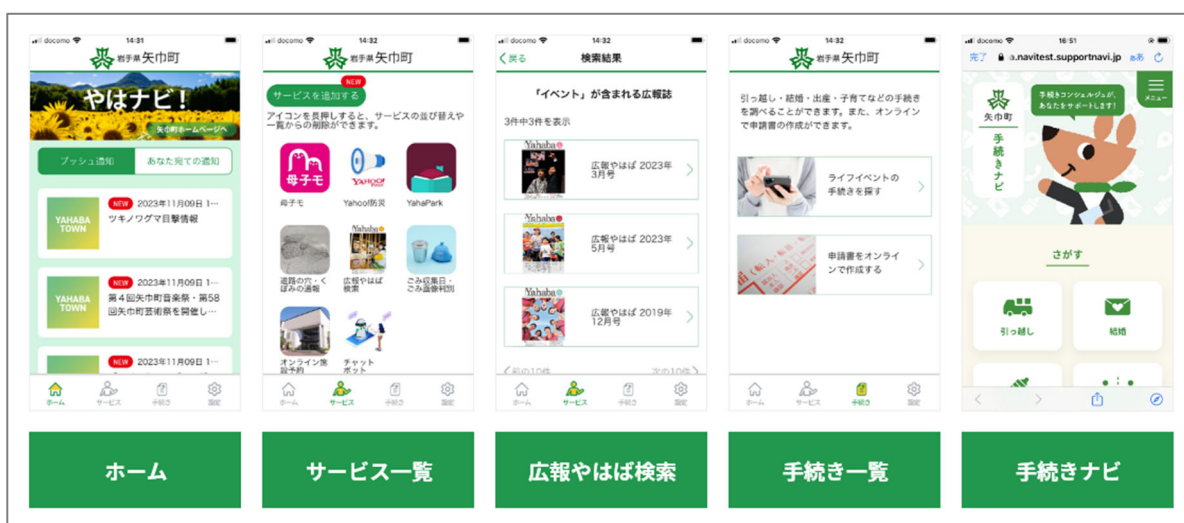 docomo 14:31
岩手県 矢巾町
やはナビ!
矢巾町ホームページへ
プッシュ通知
あなた宛ての通知
YAHABA
TOWN
NEW 2023年11月09日 1…
ツキノワグマ目撃情報
YAHABA
TOWN
NEW 2023年11月09日 1…
第4回矢巾町音楽祭・第58
回矢巾町芸術祭を開催し…
YAHABA
NEW 2023年11月09日 1…
ホーム
サービス
手続き
設定
ホーム
docomo 14:32
岩手県 矢巾町
NEW
サービスを追加する
アイコンを長押しすると、サービスの並び替えや
一覧からの削除ができます。
母子モ
YAHOO!
母子モ
Yahoo!防災
YahaPark
Yahaba
道路の穴・く
ぼみの通報
広報やはば
検索
ごみ収集日・
ごみ画像判別
オンライン施
設予約
チャット
ボット
ホーム
サービス
手続き
設定
サービス一覧
docomo 14:32
戻る
検索結果
「イベント」が含まれる広報誌
3件中3件を表示
Yahaba
広報やはば 2023年
3月号
Yahaba
広報やはば 2023年
5月号
Yahaba
広報やはば 2019年
12月号
前の10件
次の10件
ホーム
サービス
手続き
設定
広報やはば検索
docomo 14:32
岩手県 矢巾町
引っ越し・結婚・出産・子育てなどの手続き
を調べることができます。また、オンライン
で申請書の作成ができます。
ライフイベントの
手続きを探す
申請書をオンライ
ンで作成する
ホーム
サービス
手続き
設定
手続き一覧
docomo 16:51
完了
a.navitest.supportnavi.jp
ああ
矢巾町
手続きナビ
手続きコンシェルジュが、
あなたをサポートします!
メニュー
さがす
引っ越し
結婚
手続きナビ